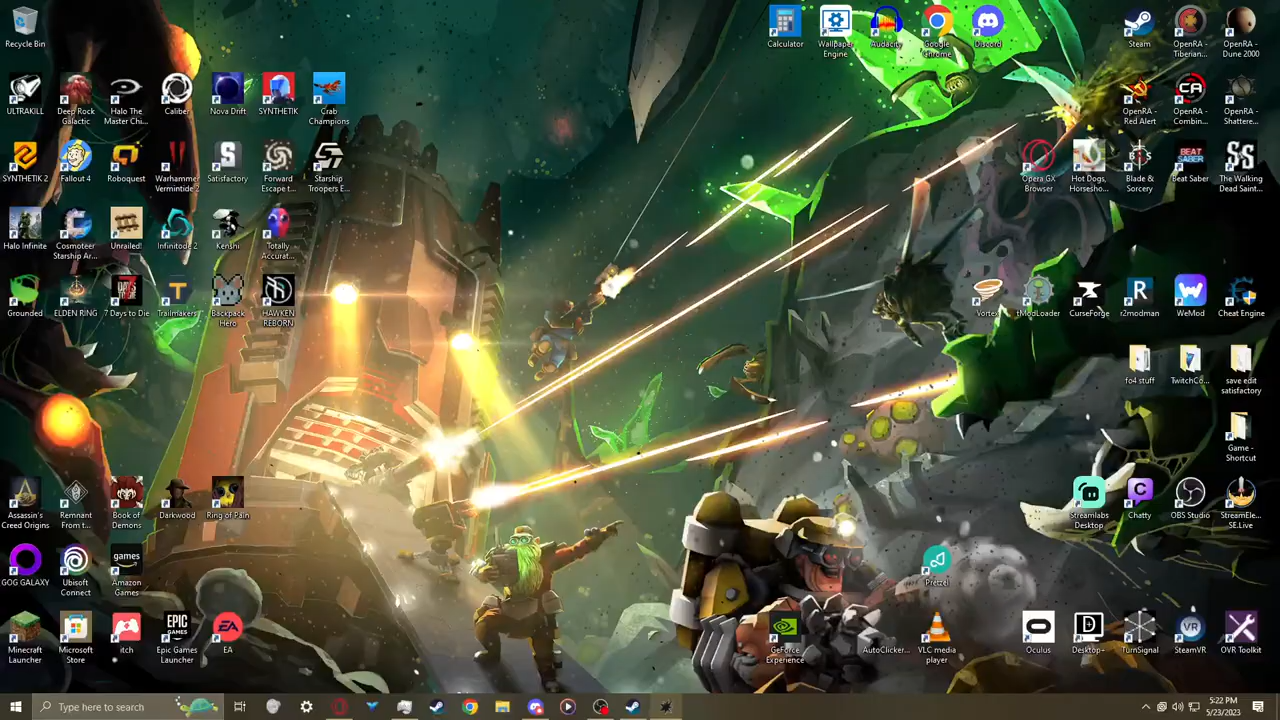 Recycle Bin
Calculator
Wallpaper
Engine
Audacity
Google
Chrome
Discord
Steam
OpenRA -
Tiberian...
OpenRA -
Dune 2000
ULTRAKILL
Deep Rock
Galactic
Halo The
Master Chi...
Caliber
Nova Drift
SYNTHETIK
Crab
Champions
OpenRA -
Red Alert
CA
OpenRA -
Combin...
OpenRA -
Shattere...
SYNTHETIK 2
Fallout 4
Roboquest
Warhammer
Vermintide 2
S
Satisfactory
Forward
Escape t...
Starship
Troopers E...
Opera GX
Browser
Hot Dogs,
Horsesho...
Blade &
Sorcery
BEAT
SABER
Beat Saber
The Walking
Dead Saint...
Halo Infinite
Cosmoteer
Starship Ar...
Unrailed!
Infinitode 2
Kenshi
Totally
Accurat...
Grounded
ELDEN RING
7 Days to Die
T
Trailmakers
Backpack
Hero
HAWKEN
REBORN
Vortex
tModLoader
CurseForge
R
r2modman
WeMod
Cheat Engine
fo4 stuff
TwitchCo...
save edit
satisfactory
Game -
Shortcut
Assassin's
Creed Origins
Remnant
From t...
Book of
Demons
Darkwood
Ring of Pain
Streamlabs
Desktop
C
Chatty
OBS Studio
StreamEle...
SE.Live
GOG GALAXY
Ubisoft
Connect
games
Amazon
Games
Pretzel
Minecraft
Launcher
Microsoft
Store
itch
EPIC
GAMES
Epic Games
Launcher
EA
EA
GeForce
Experience
AutoClicker...
VLC media
player
Oculus
D
Desktop+
TurnSignal
VR
SteamVR
OVR Toolkit
Type here to search
5:22 PM
5/23/2023